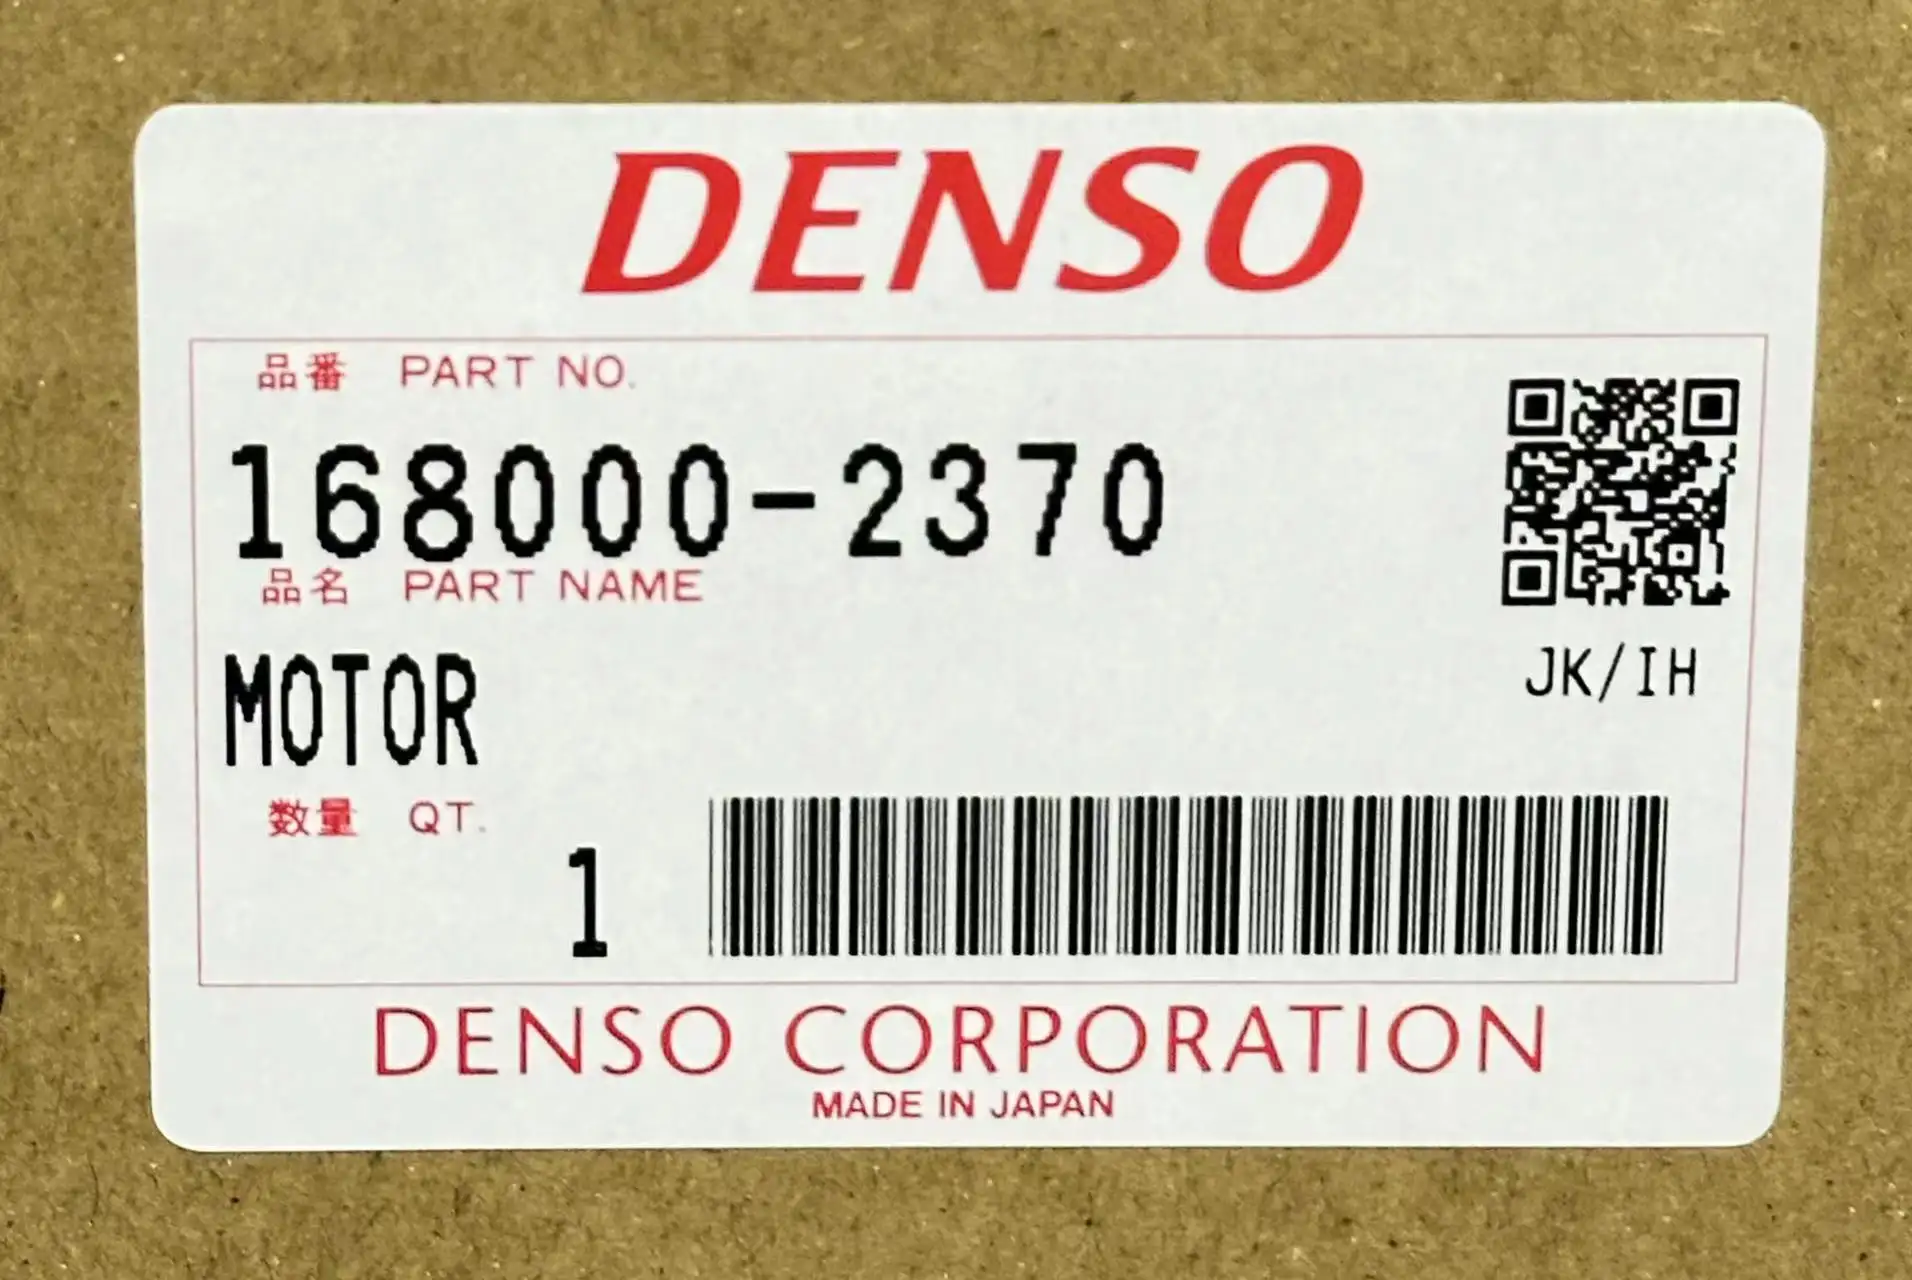 DENSO
品番 PART NO.
168000-2370
品名 PART NAME
MOTOR
JK/IH
数量 QT.
1
DENSO CORPORATION
MADE IN JAPAN